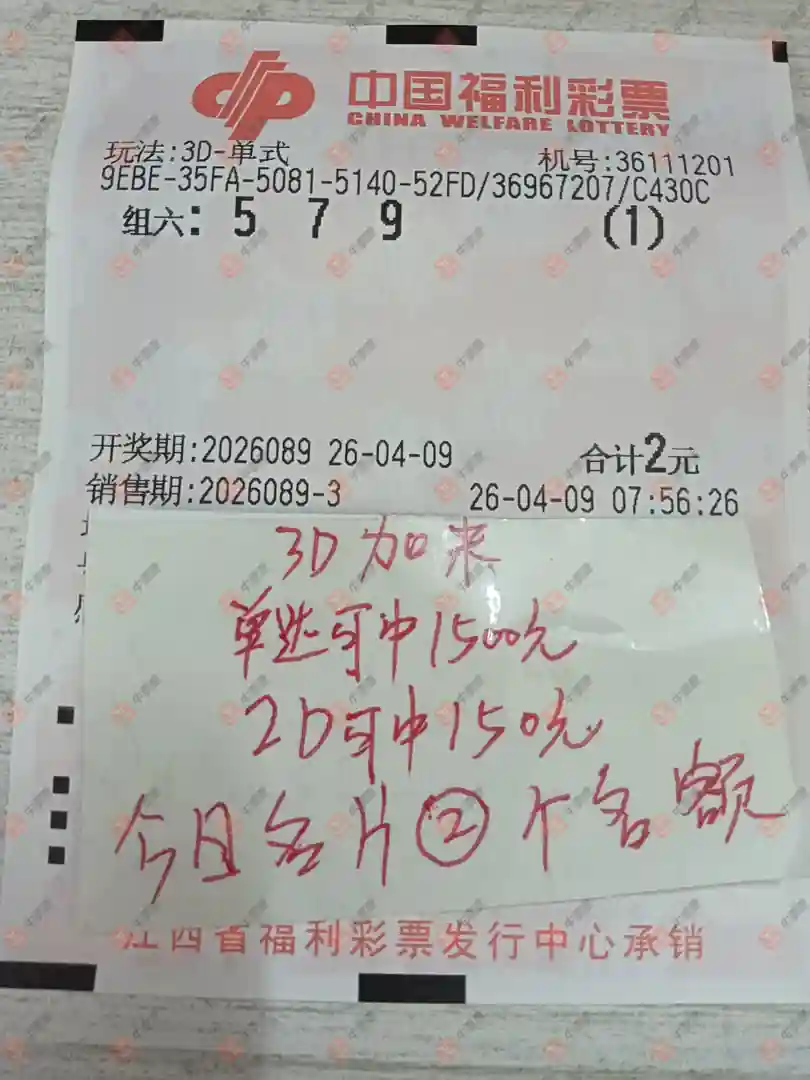 中国福利彩票
CHINA WELFARE LOTTERY
玩法:3D-单式 机号:36111201
9EBE-35FA-5081-5140-52FD/36967207/C430C
组六: 5 7 9 (1)
开奖期:2026089 26-04-09 合计2元
销售期:2026089-3 26-04-09 07:56:26
3D加来
单选可中1500元
2D可中150元
今日名片②个名额
江西省福利彩票发行中心承销